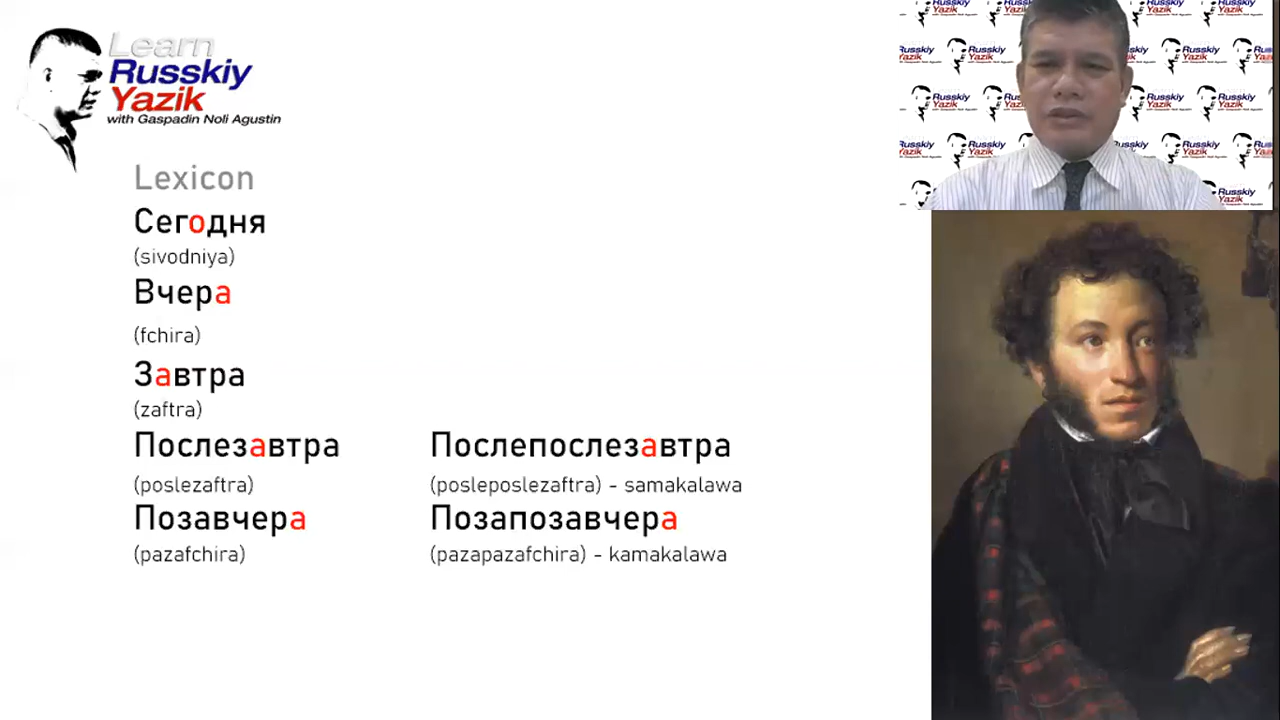 Learn
Russkiy
Yazik
with Gaspadin Noli Agustin
Lexicon
Сегодня
(sivodniya)
Вчера
(fchira)
Завтра
(zaftra)
Послезавтра Послепослезавтра
(poslezaftra) (posleposlezaftra) - samakalawa
Позавчера Позапозавчера
(pazafchira) (pazapazafchira) - kamakalawa